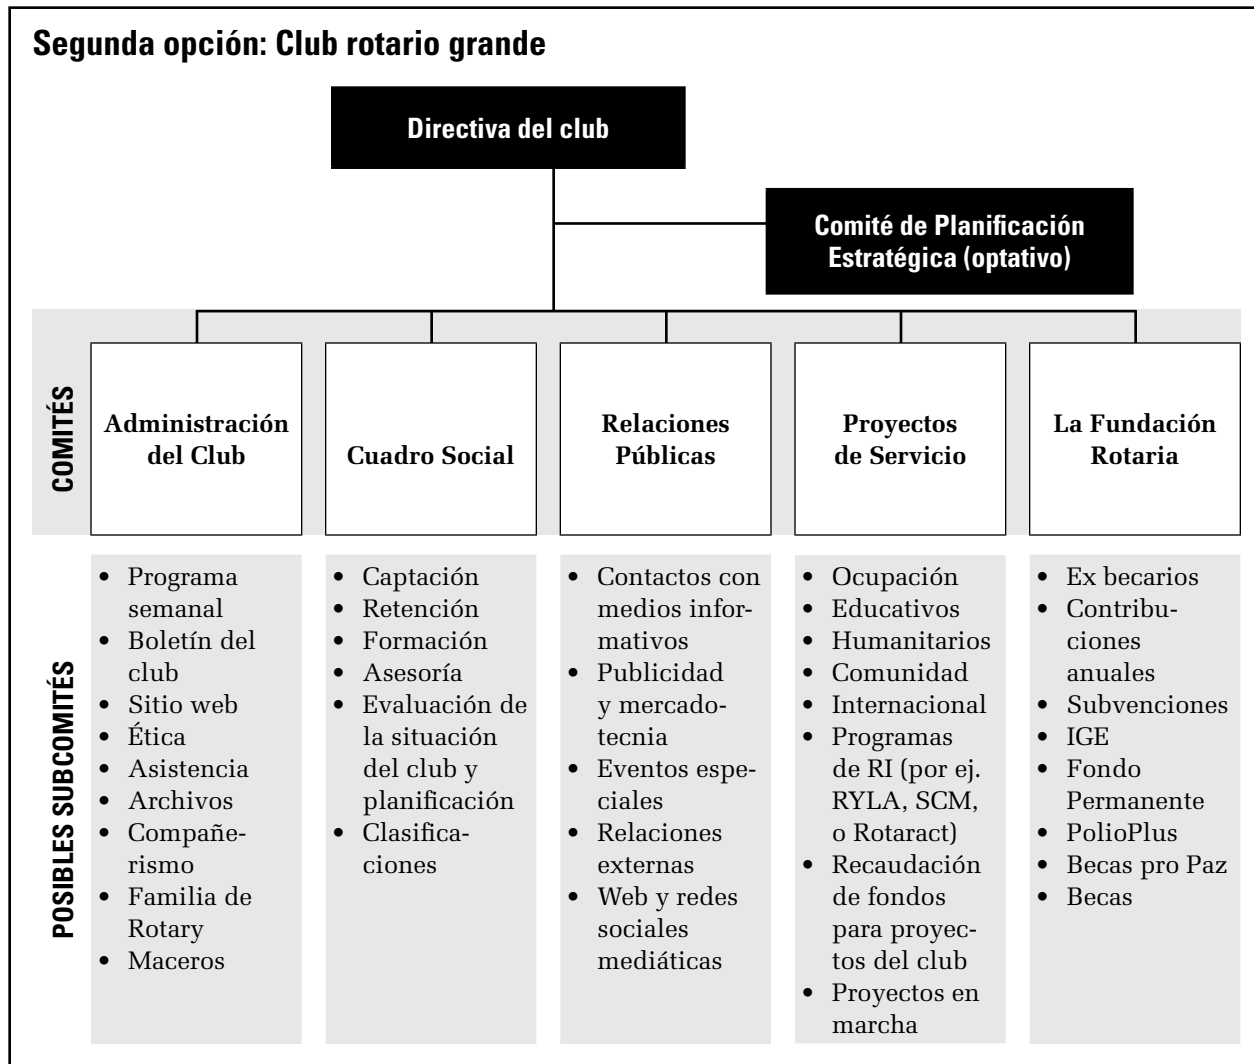 Segunda opción: Club rotario grande
Directiva del club
Comité de Planificación
Estratégica (optativo)
COMITÉS
Administración
del Club
Cuadro Social
Relaciones
Públicas
Proyectos
de Servicio
La Fundación
Rotaria
POSIBLES SUBCOMITÉS
• Programa
semanal
• Boletín del
club
• Sitio web
• Ética
• Asistencia
• Archivos
• Compañe-
rismo
• Familia de
Rotary
• Maceros
• Captación
• Retención
• Formación
• Asesoría
• Evaluación de
la situación
del club y
planificación
• Clasifica-
ciones
• Contactos con
medios infor-
mativos
• Publicidad
y mercado-
tecnia
• Eventos espe-
ciales
• Relaciones
externas
• Web y redes
sociales
mediáticas
• Ocupación
• Educativos
• Humanitarios
• Comunidad
• Internacional
• Programas
de RI (por ej.
RYLA, SCM,
o Rotaract)
• Recaudación
de fondos
para proyec-
tos del club
• Proyectos en
marcha
• Ex becarios
• Contribu-
ciones
anuales
• Subvenciones
• IGE
• Fondo
Permanente
• PolioPlus
• Becas pro Paz
• Becas